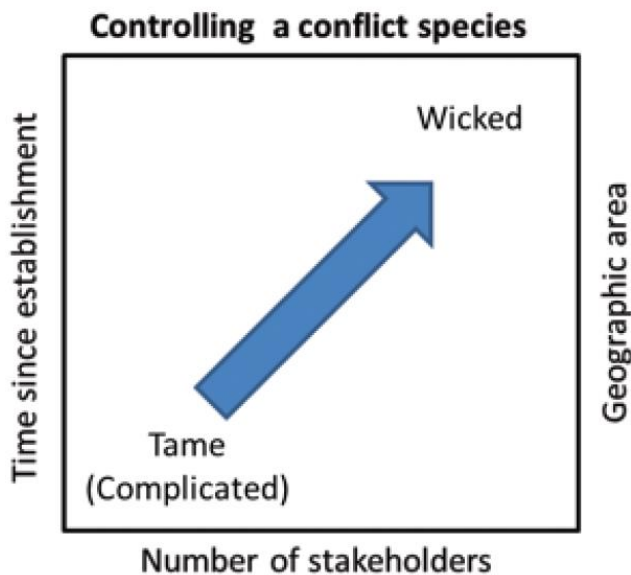 Controlling a conflict species
Time since establishment
Wicked
Geographic area
Tame
(Complicated)
Number of stakeholders